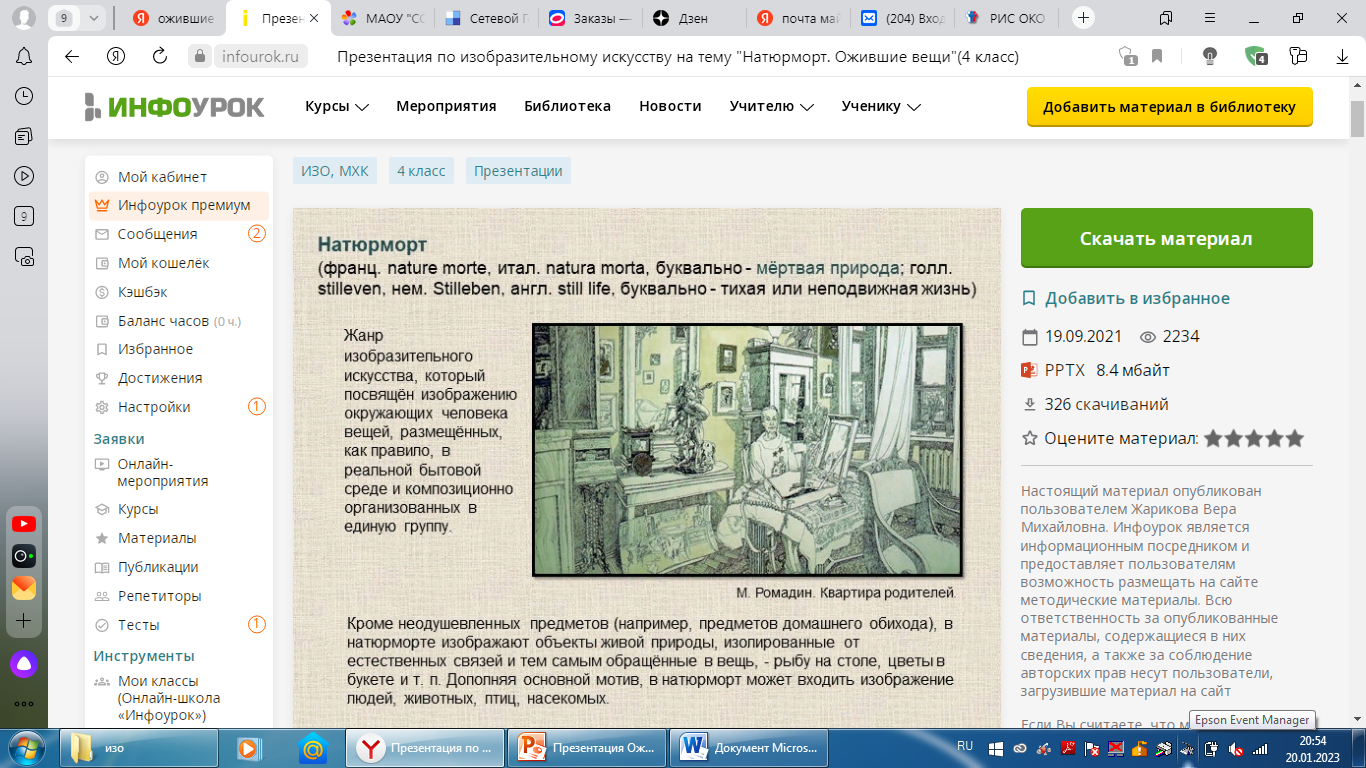 9
ожившие
Презен
МАОУ "СС
Сетевой Г
Заказы —
Дзен
почта май
(204) Вход
РИС ОКО
infourok.ru
Презентация по изобразительному искусству на тему "Натюрморт. Ожившие вещи"(4 класс)
1
4
ИНФОУРОК
Курсы
Мероприятия
Библиотека
Новости
Учителю
Ученику
Добавить материал в библиотеку
9
Мой кабинет
Инфоурок премиум
Сообщения 2
Мой кошелёк
Кэшбэк
Баланс часов (0 ч.)
Избранное
Достижения
Настройки 1
Заявки
Онлайн-
мероприятия
Курсы
Материалы
Публикации
Репетиторы
Тесты 1
Инструменты
Мои классы
(Онлайн-школа
«Инфоурок»)
ИЗО, МХК
4 класс
Презентации
Натюрморт
(франц. nature morte, итал. natura morta, буквально - мёртвая природа; голл.
stilleven, нем. Stilleben, англ. still life, буквально - тихая или неподвижная жизнь)
Жанр
изобразительного
искусства, который
посвящён изображению
окружающих человека
вещей, размещённых,
как правило, в
реальной бытовой
среде и композиционно
организованных в
единую группу.
М. Ромадин. Квартира родителей.
Кроме неодушевленных предметов (например, предметов домашнего обихода), в
натюрморте изображают объекты живой природы, изолированные от
естественных связей и тем самым обращённые в вещь, - рыбу на столе, цветы в
букете и т. п. Дополняя основной мотив, в натюрморт может входить изображение
людей, животных, птиц, насекомых.
Скачать материал
Добавить в избранное
19.09.2021 2234
PPTX 8.4 мбайт
326 скачиваний
Оцените материал:
Настоящий материал опубликован
пользователем Жарикова Вера
Михайловна. Инфоурок является
информационным посредником и
предоставляет пользователям
возможность размещать на сайте
методические материалы. Всю
ответственность за опубликованные
материалы, содержащиеся в них
сведения, а также за соблюдение
авторских прав несут пользователи,
загрузившие материал на сайт
Если Вы считаете, что м
Epson Event Manager
изо
Презентация по ...
Презентация Ож...
Документ Micros...
RU
20:54
20.01.2023